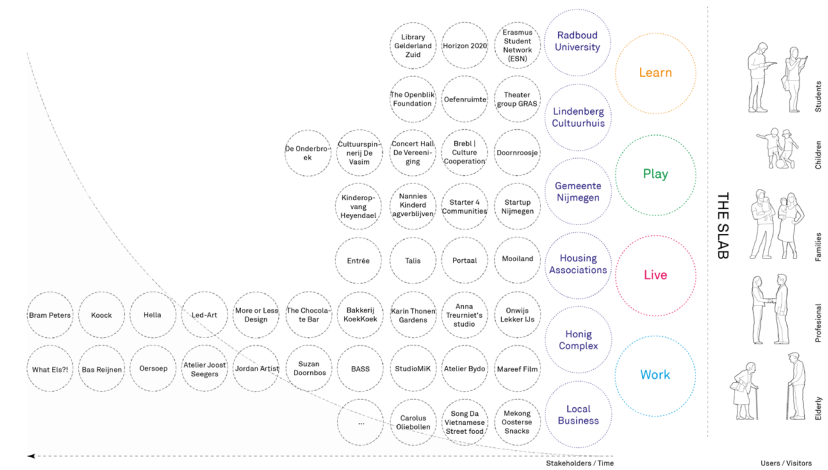 Library
Gelderland
Zuid
Horizon 2020
Erasmus
Student
Network
(ESN)
Radboud
University
Learn
The Openblik
Foundation
Oefenruimte
Theater
group GRAS
Lindenberg
Cultuurhuis
Students
De Onderbro-
ek
Cultuurspin-
nerij De
Vasim
Concert Hall
De Vereeni-
ging
Brebl |
Culture
Cooperation
Doornroosje
Play
Children
Kinderop-
vang
Heyendael
Nannies
Kinderd
agverblijven
Starter 4
Communities
Startup
Nijmegen
Gemeente
Nijmegen
THE SLAB
Families
Entrée
Talis
Portaal
Mooiland
Housing
Associations
Live
Bram Peters
Koock
Hella
Led-Art
More or Less
Design
The Chocola-
te Bar
Bakkerij
KoekKoek
Karin Thonen
Gardens
Anna
Treurniet's
studio
Onwijs
Lekker IJs
Honig
Complex
Profesional
What Els?!
Bas Reijnen
Oersoep
Atelier Joost
Seegers
Jordan Artist
Suzan
Doornbos
BASS
StudioMiK
Atelier Bydo
Mareef Film
Work
...
Carolus
Oliebollen
Song Da
Vietnamese
Street food
Mekong
Oosterse
Snacks
Local
Business
Elderly
Stakeholders / Time
Users / Visitors